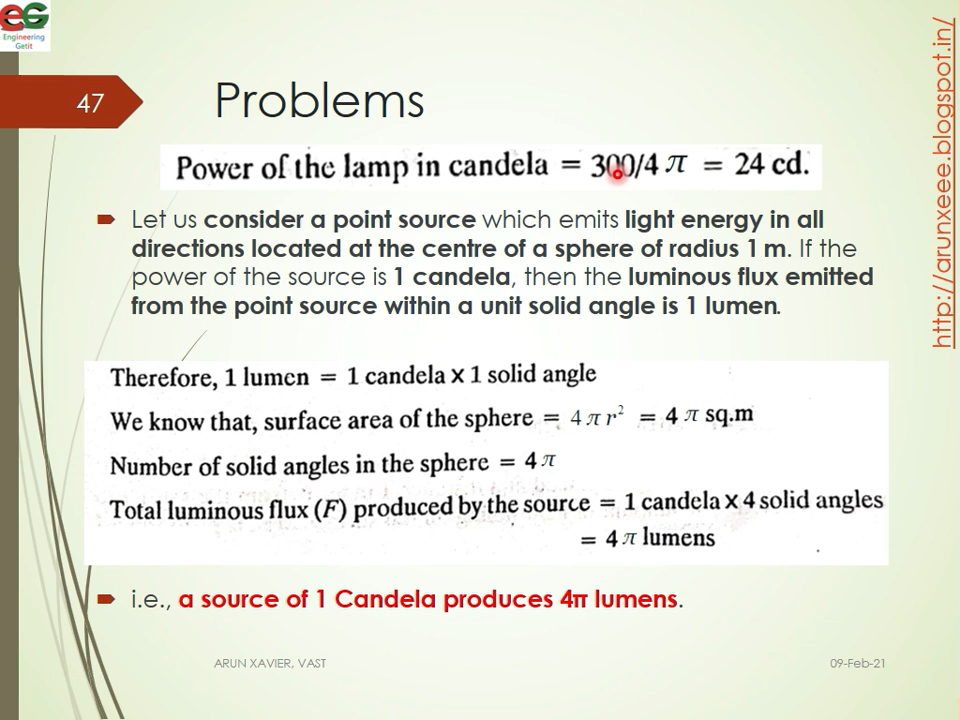 EG
Engineering
Getit
http://arunxeee.blogspot.in/
47
Problems
Power of the lamp in candela = 300/4 π = 24 cd.
Let us consider a point source which emits light energy in all
directions located at the centre of a sphere of radius 1 m. If the
power of the source is 1 candela, then the luminous flux emitted
from the point source within a unit solid angle is 1 lumen.
Therefore, 1 lumen = 1 candela x 1 solid angle
We know that, surface area of the sphere = 4 π r² = 4 π sq.m
Number of solid angles in the sphere = 4 π
Total luminous flux (F) produced by the source = 1 candela x 4 solid angles
= 4 π lumens
i.e., a source of 1 Candela produces 4π lumens.
ARUN XAVIER, VAST
09-Feb-21